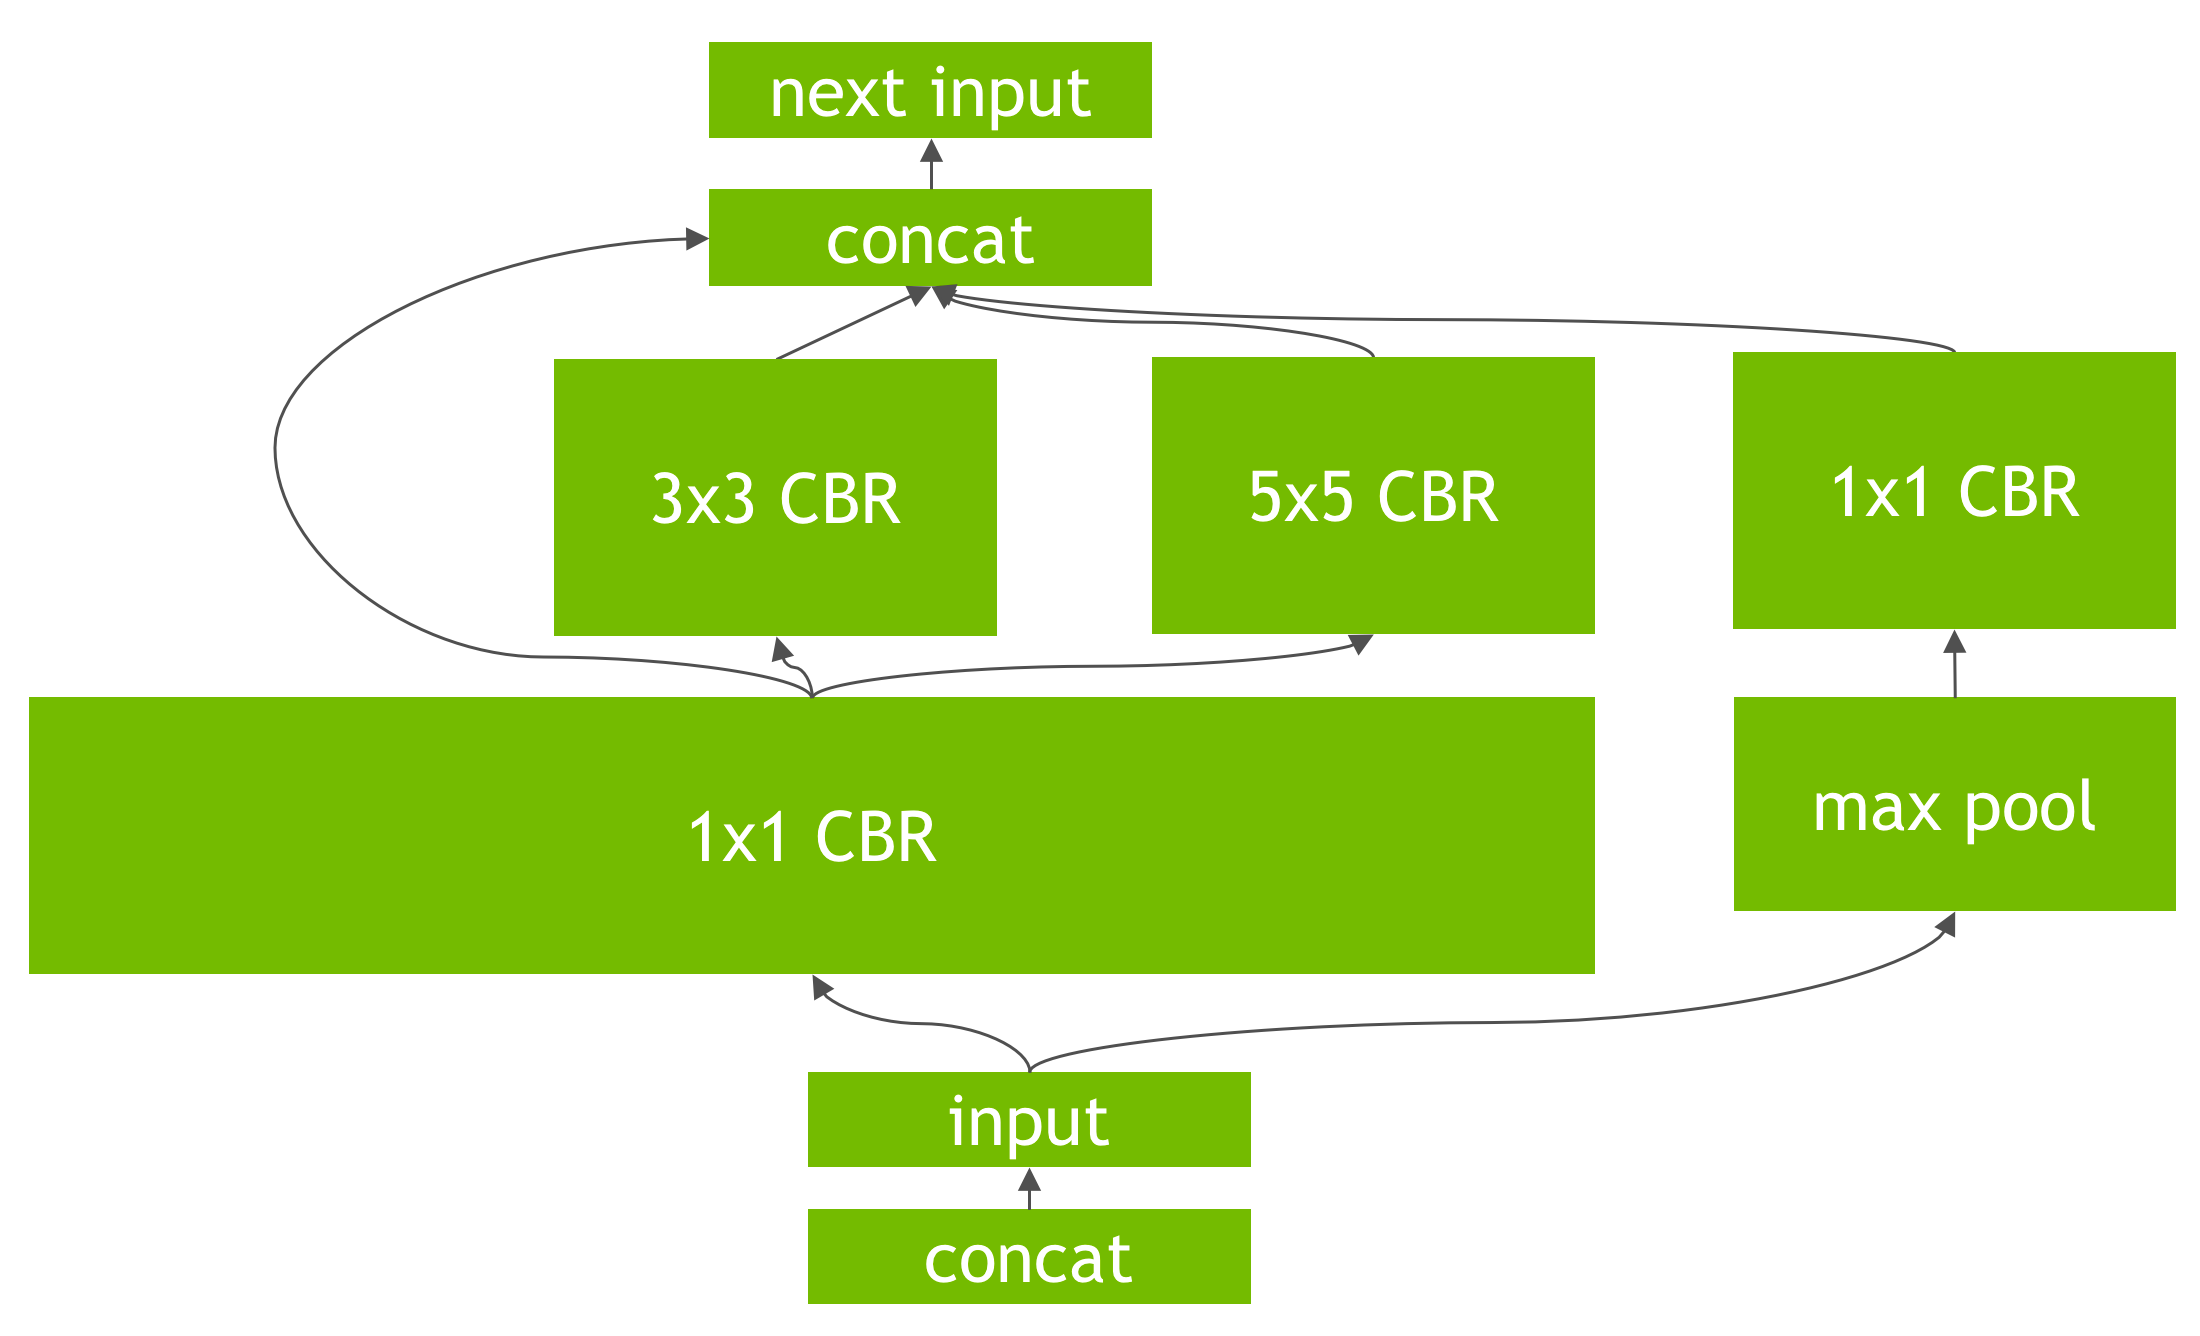 next input
concat
3x3 CBR
5x5 CBR
1x1 CBR
1x1 CBR
max pool
input
concat